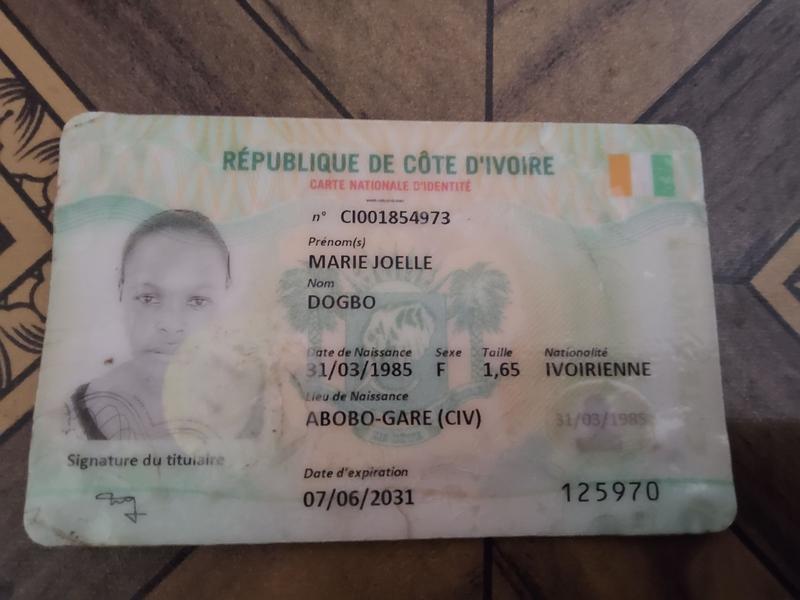 RÉPUBLIQUE DE CÔTE D'IVOIRE
CARTE NATIONALE D'IDENTITÉ
n° CI001854973
Prénom(s)
MARIE JOELLE
Nom
DOGBO
Date de Naissance Sexe Taille Nationalité
31/03/1985 F 1,65 IVOIRIENNE
Lieu de Naissance
ABOBO-GARE (CIV)
31/03/1985
Signature du titulaire
Date d'expiration
07/06/2031
125970